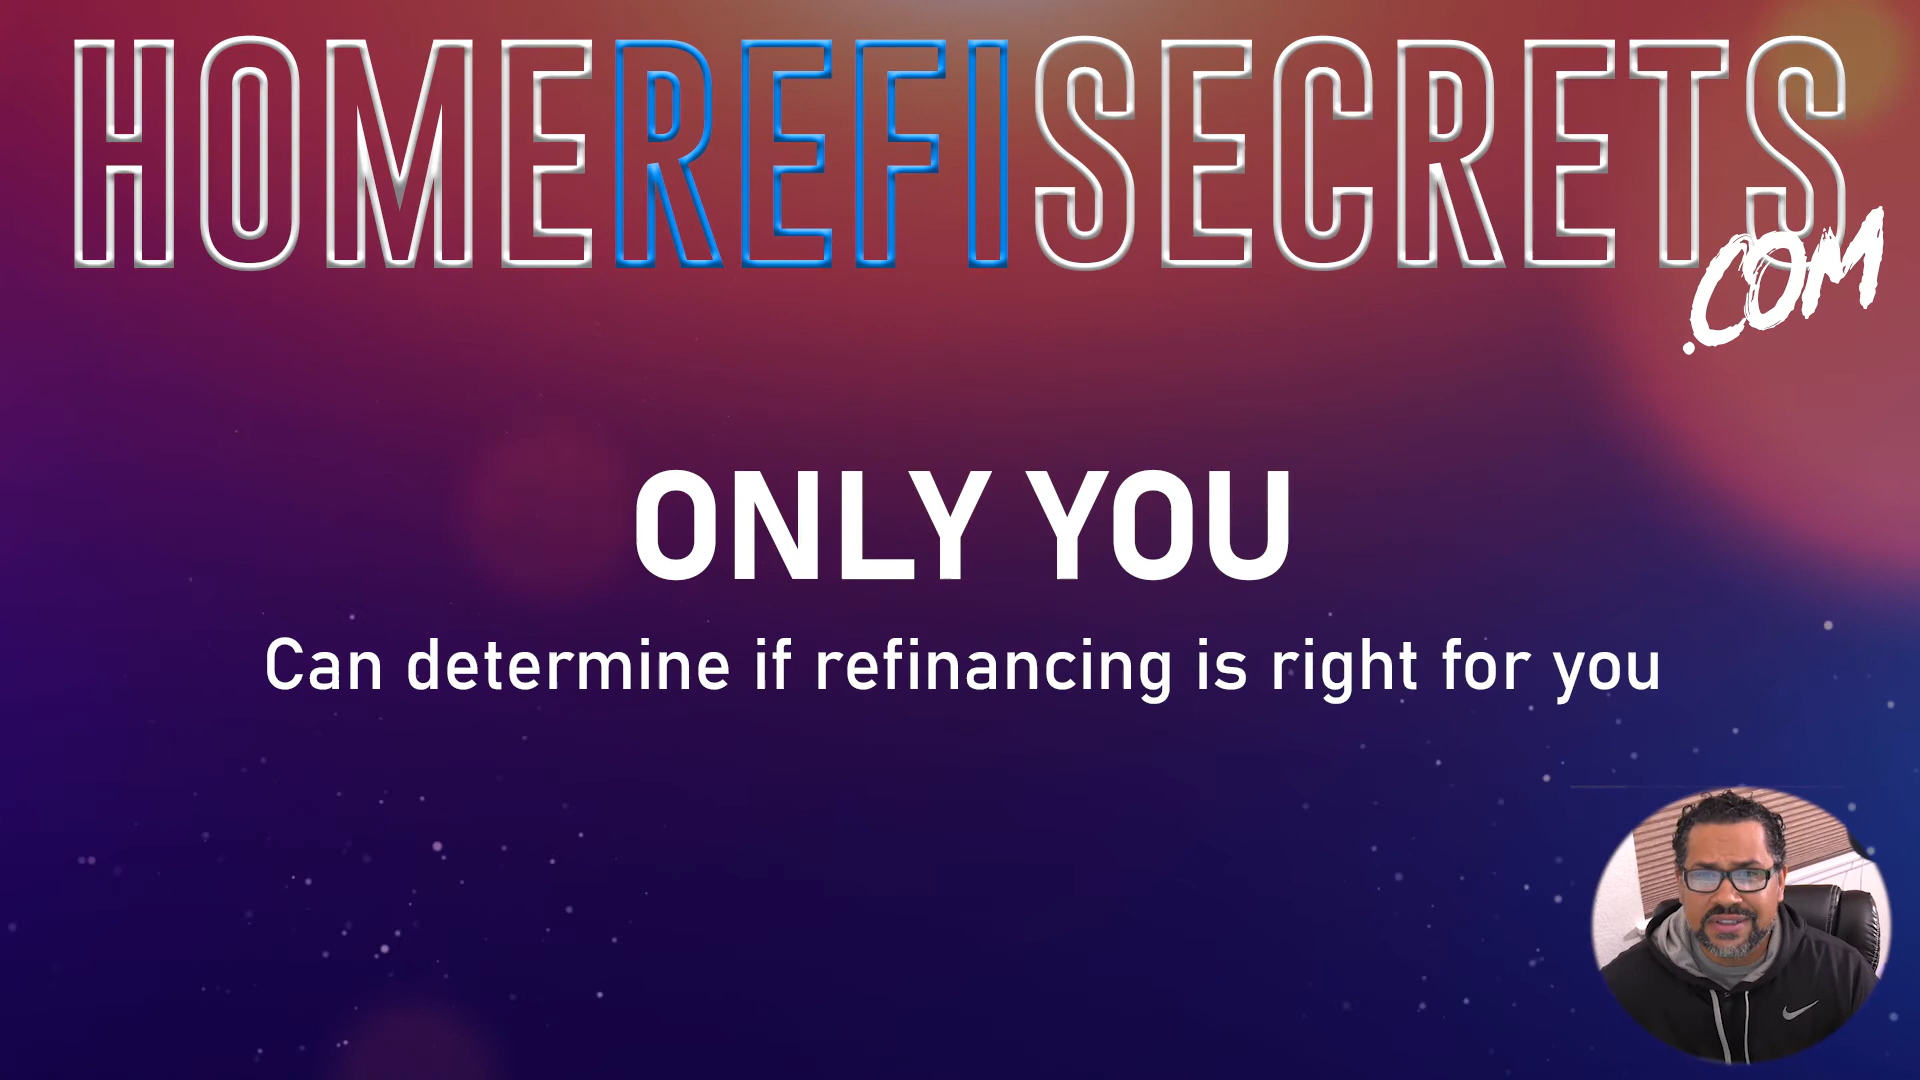 HOMEREFISECRETS
.COM
ONLY YOU
Can determine if refinancing is right for you